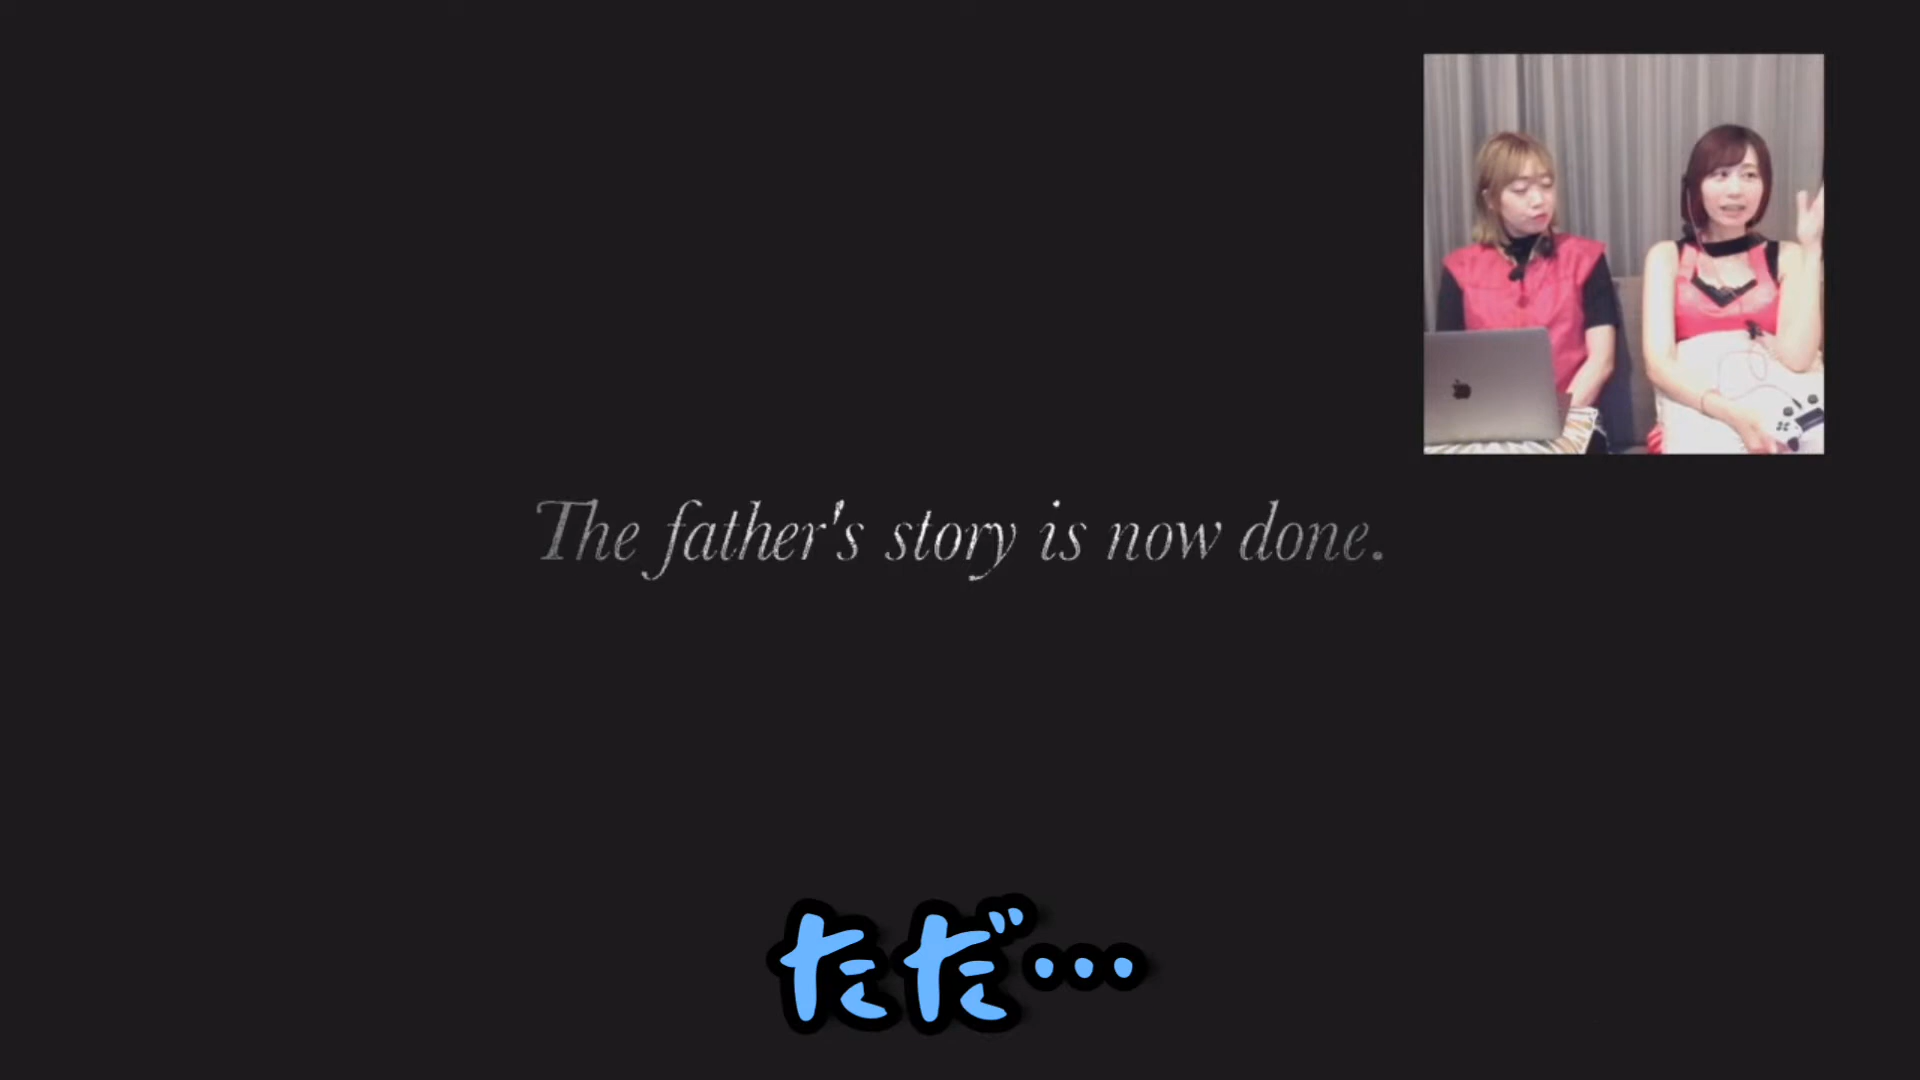 The father's story is now done.
ただ…